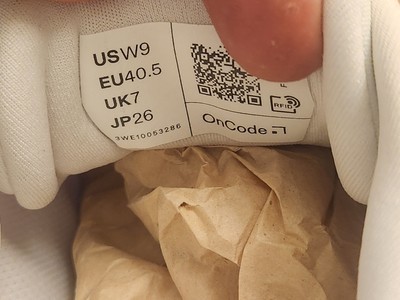 USW9
EU40.5
UK7
JP26
3WE10053286
RFID
OnCode